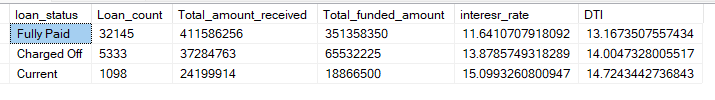 loan_status Loan_count Total_amount_received Total_funded_amount interesr_rate DTI
Fully Paid 32145 411586256 351358350 11.6410707918092 13.1673507557434
Charged Off 5333 37284763 65532225 13.8785749318289 14.0047328005517
Current 1098 24199914 18866500 15.0993260800947 14.7243442736843